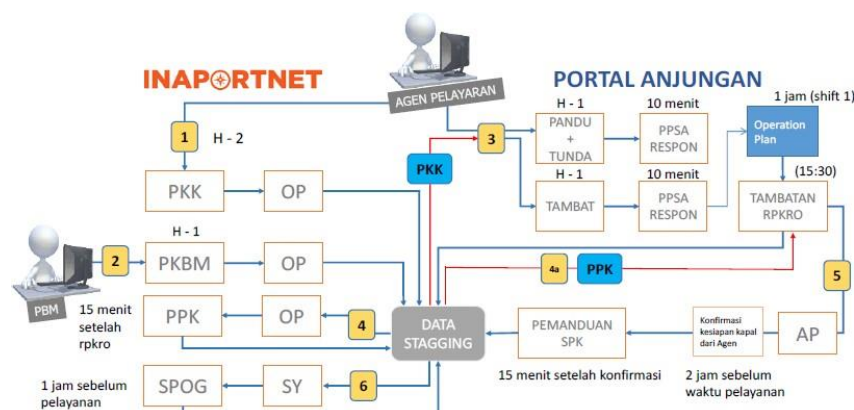 INAPORTNET
AGEN PELAYARAN
PORTAL ANJUNGAN
1 jam (shift 1)
1
H - 2
PKK
OP
PKK
3
H - 1
PANDU
+
TUNDA
10 menit
PPSA
RESPON
Operation
Plan
H - 1
TAMBAT
10 menit
PPSA
RESPON
(15:30)
TAMBATAN
RPKRO
PBM
2
H - 1
PKBM
OP
4a
PPK
5
15 menit
setelah
rpkro
PPK
OP
4
DATA
STAGGING
PEMANDUAN
SPK
Konfirmasi
kesiapan kapal
dari Agen
AP
15 menit setelah konfirmasi
2 jam sebelum
waktu pelayanan
1 jam sebelum
pelayanan
SPOG
SY
6